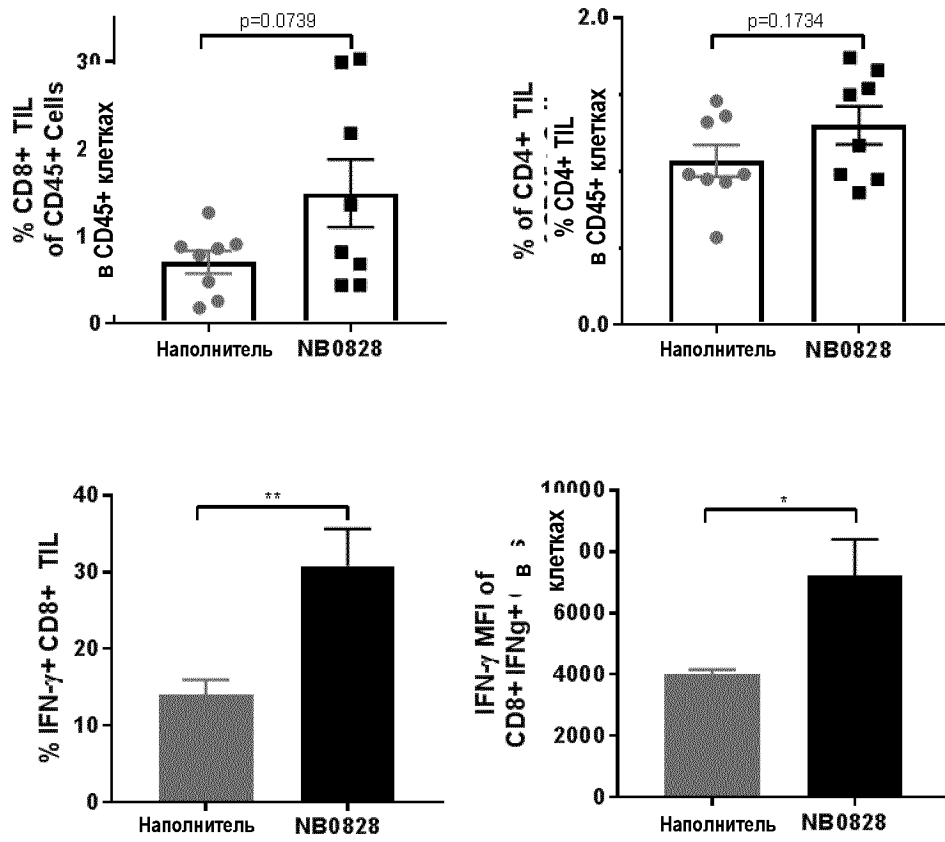 p=0.0739
30
2
1
0
% CD8+ TIL
of CD45+ Cells
в CD45+ клетках
Наполнитель NB0828
p=0.1734
2.0
0.0
% of CD4+ TIL
% CD4+ TIL
в CD45+ клетках
Наполнитель NB0828
**
40
30
20
10
0
% IFN-γ+ CD8+ TIL
Наполнитель NB0828
*
10000
6000
4000
2000
0
IFN-γ MFI of
CD8+ IFNg+
в
клетках
Наполнитель NB0828